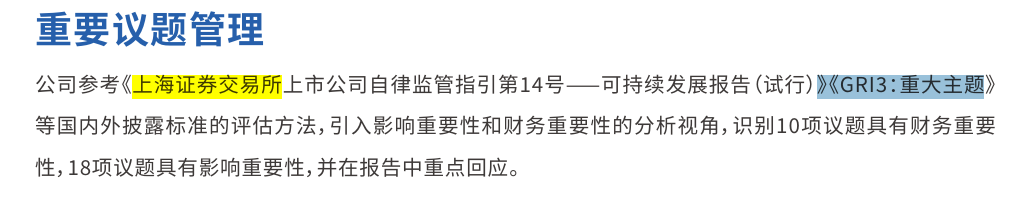 重要议题管理
公司参考《上海证券交易所上市公司自律监管指引第14号——可持续发展报告（试行）》《GRI3：重大主题》
等国内外披露标准的评估方法，引入影响重要性和财务重要性的分析视角，识别10项议题具有财务重要
性，18项议题具有影响重要性，并在报告中重点回应。